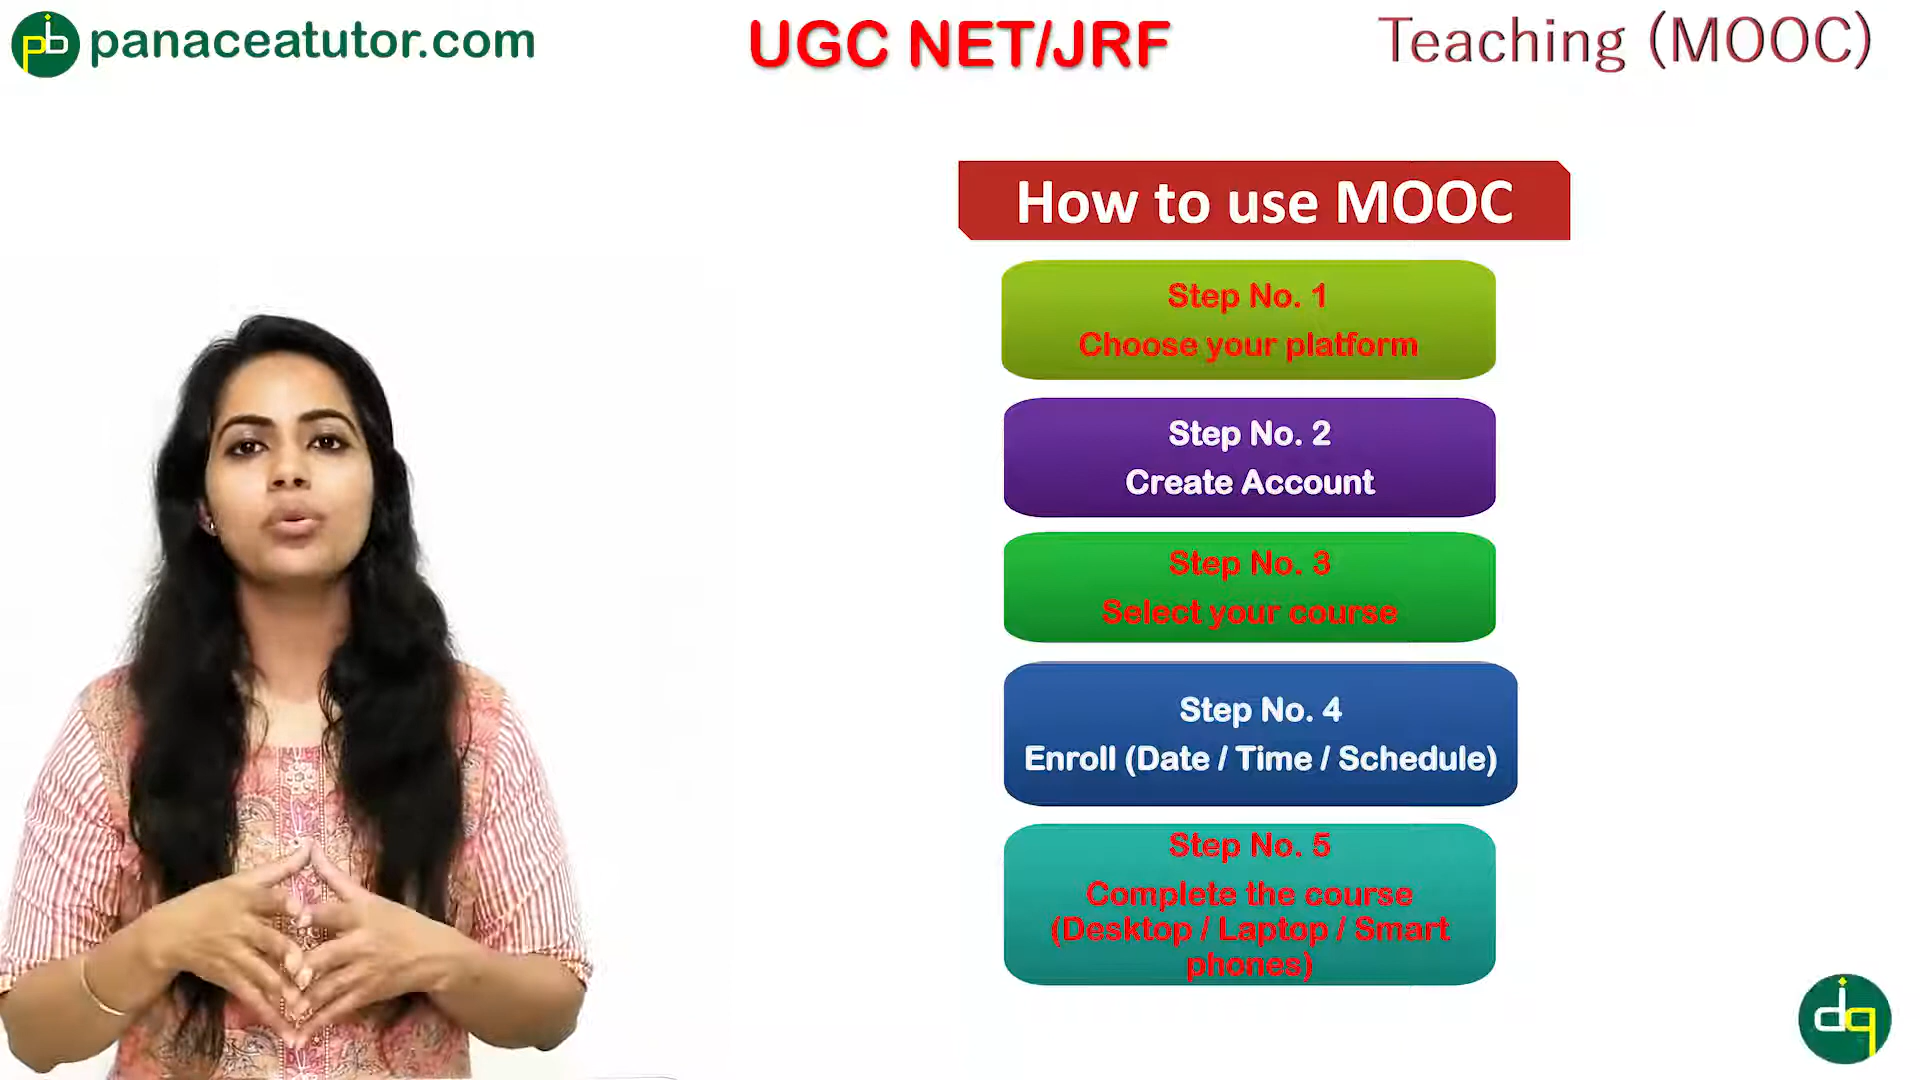 pb panaceatutor.com
UGC NET/JRF
Teaching (MOOC)
How to use MOOC
Step No. 1
Choose your platform
Step No. 2
Create Account
Step No. 3
Select your course
Step No. 4
Enroll (Date / Time / Schedule)
Step No. 5
Complete the course
(Desktop / Laptop / Smart
phones)
dq